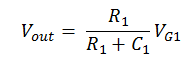 V_out = R_1 / (R_1 + C_1) V_G1